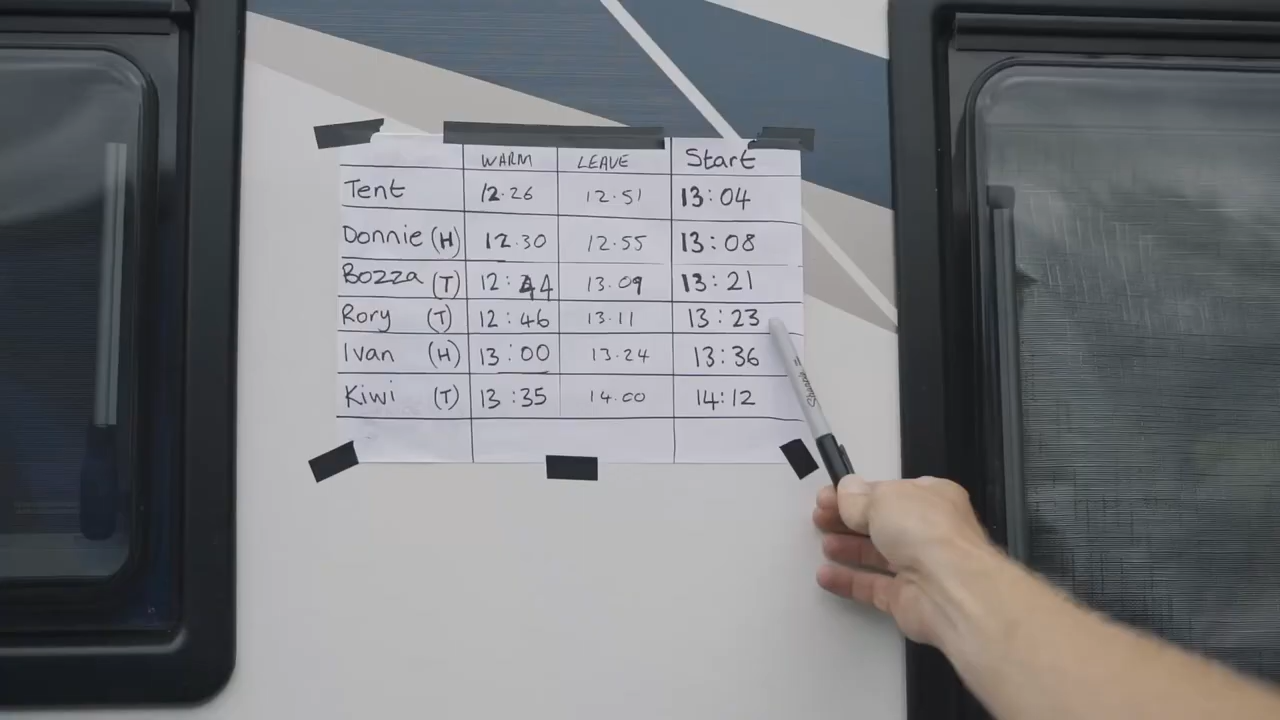 WARM LEAVE Start
Tent 12.26 12.51 13:04
Donnie (H) 12.30 12.55 13:08
Bozza (T) 12:44 13.09 13:21
Rory (T) 12:46 13.11 13:23
Ivan (H) 13:00 13.24 13:36
Kiwi (T) 13:35 14.00 14:12
Sharpie